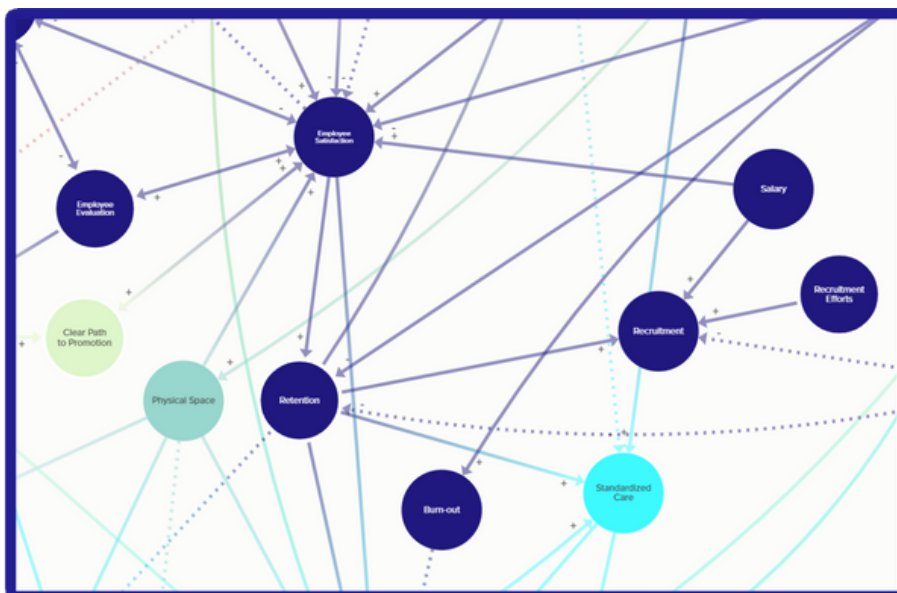 Employee
Satisfaction
Salary
Employee
Evaluation
Recruitment
Efforts
Clear Path
to Promotion
Recruitment
Physical Space
Retention
Standardized
Care
Burn-out